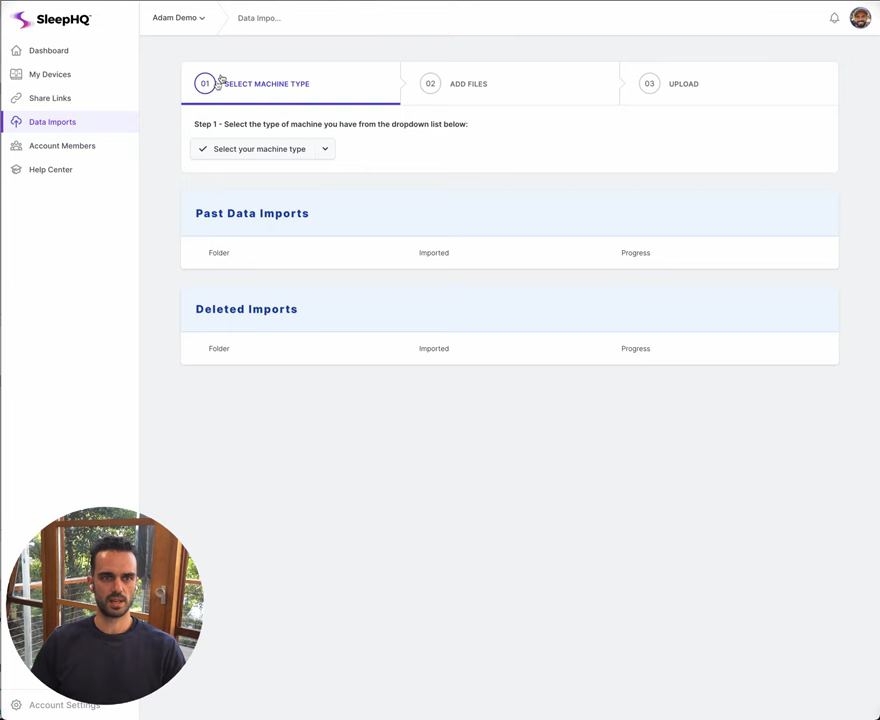 SleepHQ
Adam Demo
Data Impo...
Dashboard
My Devices
Share Links
Data Imports
Account Members
Help Center
01 SELECT MACHINE TYPE
02 ADD FILES
03 UPLOAD
Step 1 - Select the type of machine you have from the dropdown list below:
Select your machine type
Past Data Imports
Folder Imported Progress
Deleted Imports
Folder Imported Progress
Account Settings